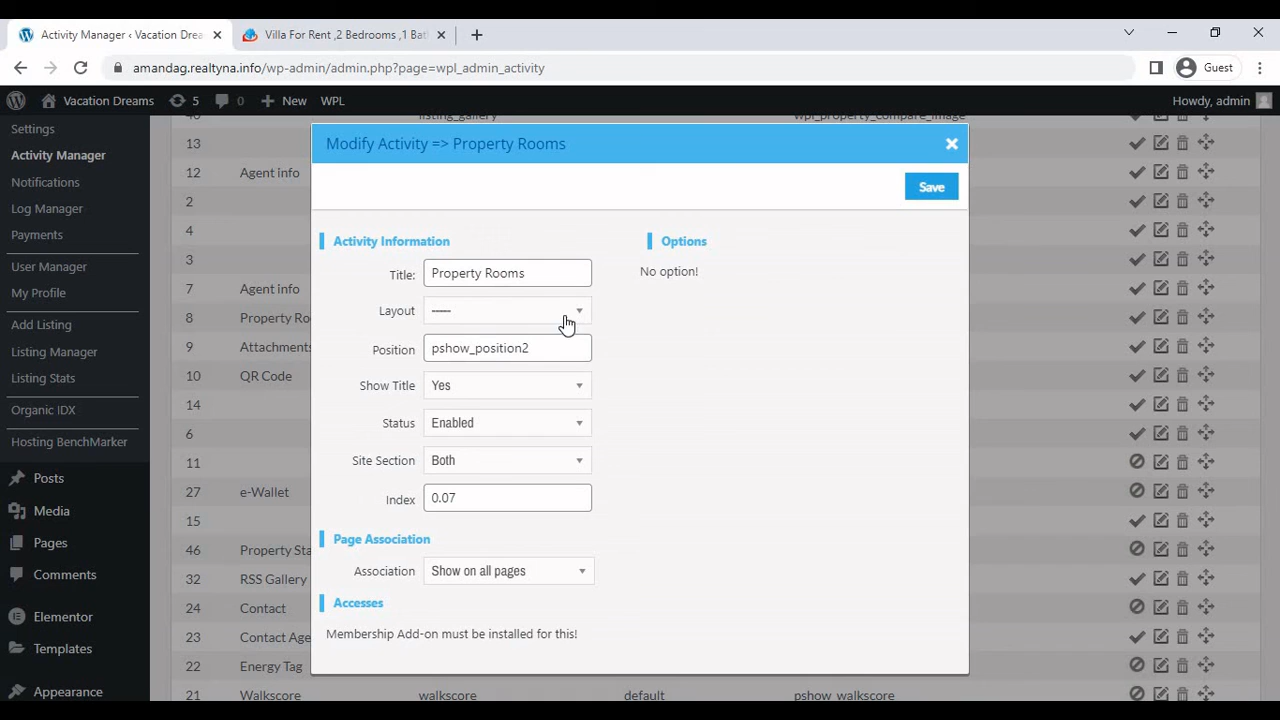 Activity Manager ‹ Vacation Drea
Villa For Rent ,2 Bedrooms ,1 Bat
amandag.realtyna.info/wp-admin/admin.php?page=wpl_admin_activity
Guest
Vacation Dreams
5
0
New
WPL
Howdy, admin
Settings
Activity Manager
Notifications
Log Manager
Payments
User Manager
My Profile
Add Listing
Listing Manager
Listing Stats
Organic IDX
Hosting BenchMarker
Posts
Media
Pages
Comments
Elementor
Templates
Appearance
40 listing_gallery wpl_property_compare_image
13
12 Agent info
2
4
3
7 Agent info
8 Property Ro
9 Attachments
10 QR Code
14
6
11
27 e-Wallet
15
46 Property Sta
32 RSS Gallery
24 Contact
23 Contact Age
22 Energy Tag
21 Walkscore walkscore default pshow_walkscore
Modify Activity => Property Rooms
Save
Activity Information
Title: Property Rooms
Layout -----
Position pshow_position2
Show Title Yes
Status Enabled
Site Section Both
Index 0.07
Page Association
Association Show on all pages
Accesses
Membership Add-on must be installed for this!
Options
No option!